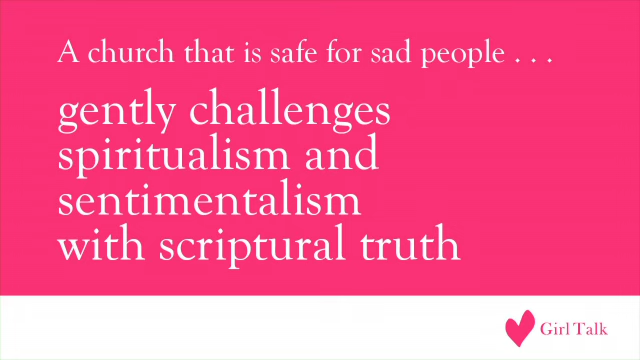 A church that is safe for sad people . . .
gently challenges
spiritualism and
sentimentalism
with scriptural truth
Girl Talk